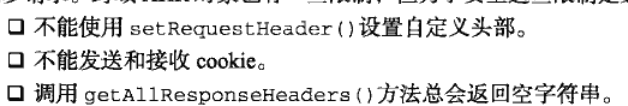 ❑ 不能使用 setRequestHeader()设置自定义头部。
❑ 不能发送和接收 cookie。
❑ 调用 getAllResponseHeaders()方法总会返回空字符串。